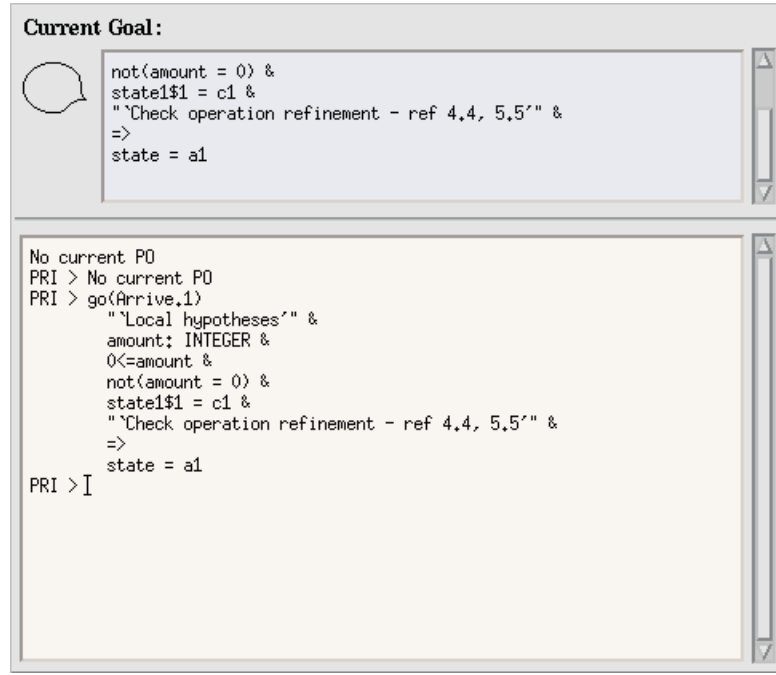 Current Goal:
not(amount = 0) &
state1$1 = c1 &
"`Check operation refinement - ref 4.4, 5.5´" &
=>
state = a1
No current PO
PRI > No current PO
PRI > go(Arrive.1)
"`Local hypotheses´" &
amount: INTEGER &
0<=amount &
not(amount = 0) &
state1$1 = c1 &
"`Check operation refinement - ref 4.4, 5.5´" &
=>
state = a1
PRI >